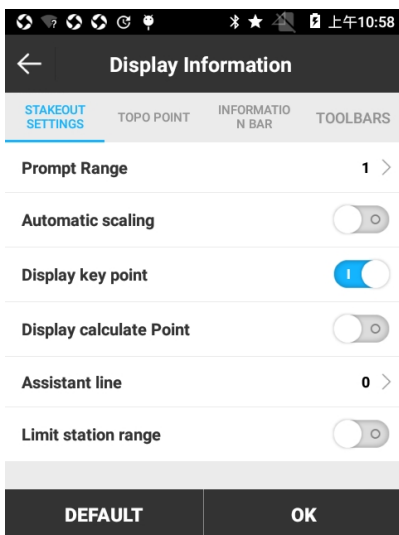 上午10:58
Display Information
STAKEOUT
SETTINGS
TOPO POINT
INFORMATIO
N BAR
TOOLBARS
Prompt Range 1
Automatic scaling
Display key point
Display calculate Point
Assistant line 0
Limit station range
DEFAULT OK